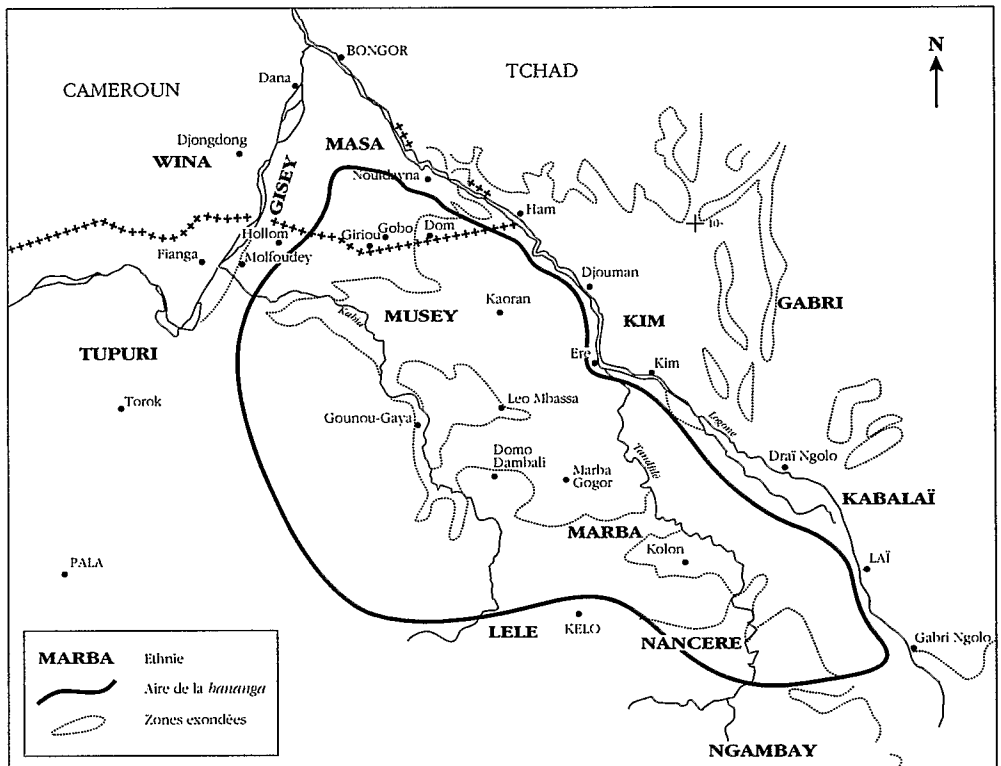 N
BONGOR
TCHAD
Dana
CAMEROUN
Djongdong
WINA
MASA
GISEY
Ham
10
Hollom
Giriou
Gobo
Dom
Fianga
Molfoudey
Djouman
GABRI
Kaoran
MUSEY
KIM
Kabia
TUPURI
Ere
Kim
Torok
Leo Mbassa
Gounou-Gaya
Logone
Domo
Dambali
Marba
Gogor
Tandjilé
Draï Ngolo
KABALAÏ
MARBA
Kolon
LAÏ
PALA
LELE
KELO
NANCERE
Gabri Ngolo
NGAMBAY
MARBA Ethnie
Aire de la hananga
Zones exondées